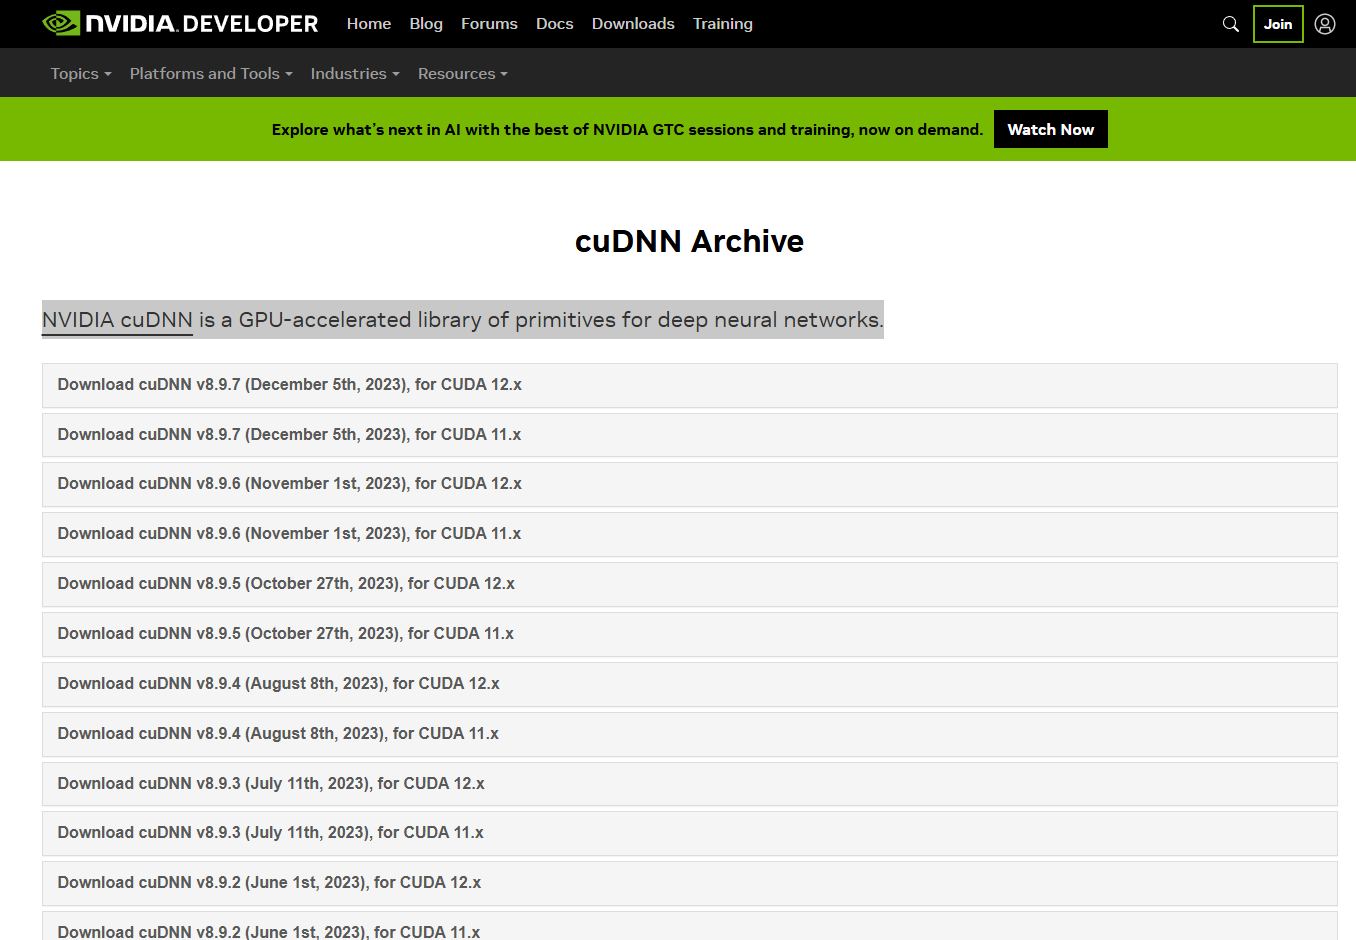 NVIDIA. DEVELOPER Home Blog Forums Docs Downloads Training Join
Topics Platforms and Tools Industries Resources
Explore what's next in AI with the best of NVIDIA GTC sessions and training, now on demand. Watch Now
cuDNN Archive
NVIDIA cuDNN is a GPU-accelerated library of primitives for deep neural networks.
Download cuDNN v8.9.7 (December 5th, 2023), for CUDA 12.x
Download cuDNN v8.9.7 (December 5th, 2023), for CUDA 11.x
Download cuDNN v8.9.6 (November 1st, 2023), for CUDA 12.x
Download cuDNN v8.9.6 (November 1st, 2023), for CUDA 11.x
Download cuDNN v8.9.5 (October 27th, 2023), for CUDA 12.x
Download cuDNN v8.9.5 (October 27th, 2023), for CUDA 11.x
Download cuDNN v8.9.4 (August 8th, 2023), for CUDA 12.x
Download cuDNN v8.9.4 (August 8th, 2023), for CUDA 11.x
Download cuDNN v8.9.3 (July 11th, 2023), for CUDA 12.x
Download cuDNN v8.9.3 (July 11th, 2023), for CUDA 11.x
Download cuDNN v8.9.2 (June 1st, 2023), for CUDA 12.x
Download cuDNN v8.9.2 (June 1st, 2023), for CUDA 11.x